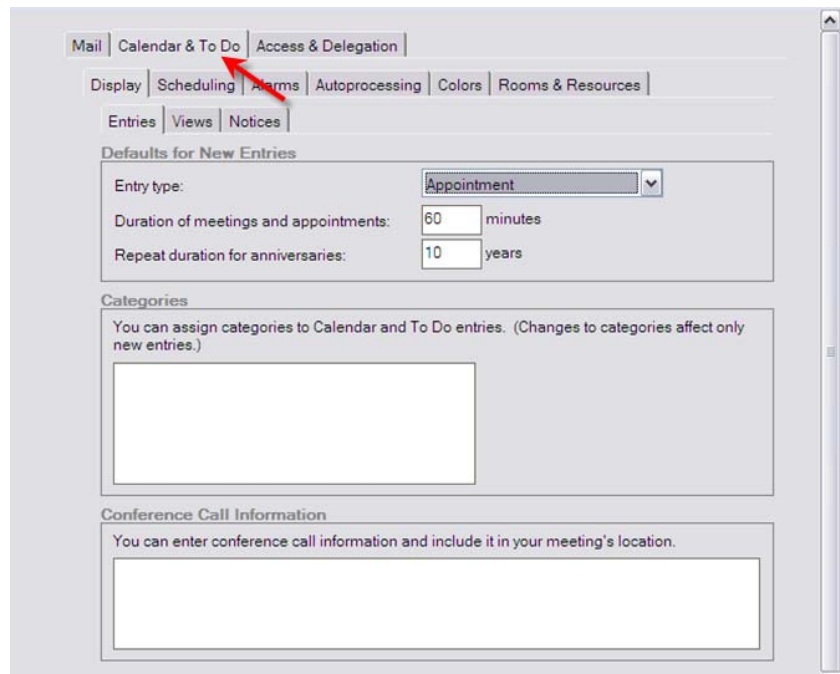 Mail Calendar & To Do Access & Delegation
Display Scheduling Alarms Autoprocessing Colors Rooms & Resources
Entries Views Notices
Defaults for New Entries
Entry type: Appointment
Duration of meetings and appointments: 60 minutes
Repeat duration for anniversaries: 10 years
Categories
You can assign categories to Calendar and To Do entries. (Changes to categories affect only
new entries.)
Conference Call Information
You can enter conference call information and include it in your meeting's location.